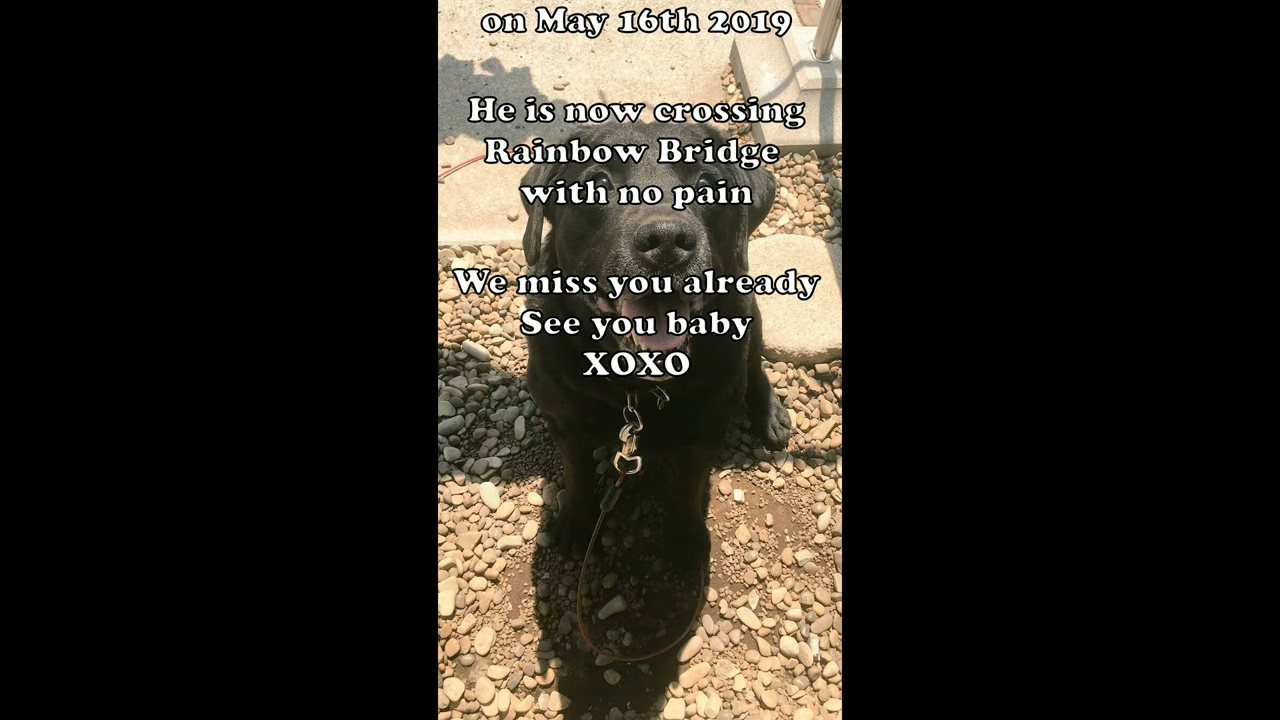 on May 16th 2019
He is now crossing
Rainbow Bridge
with no pain
We miss you already
See you baby
XOXO